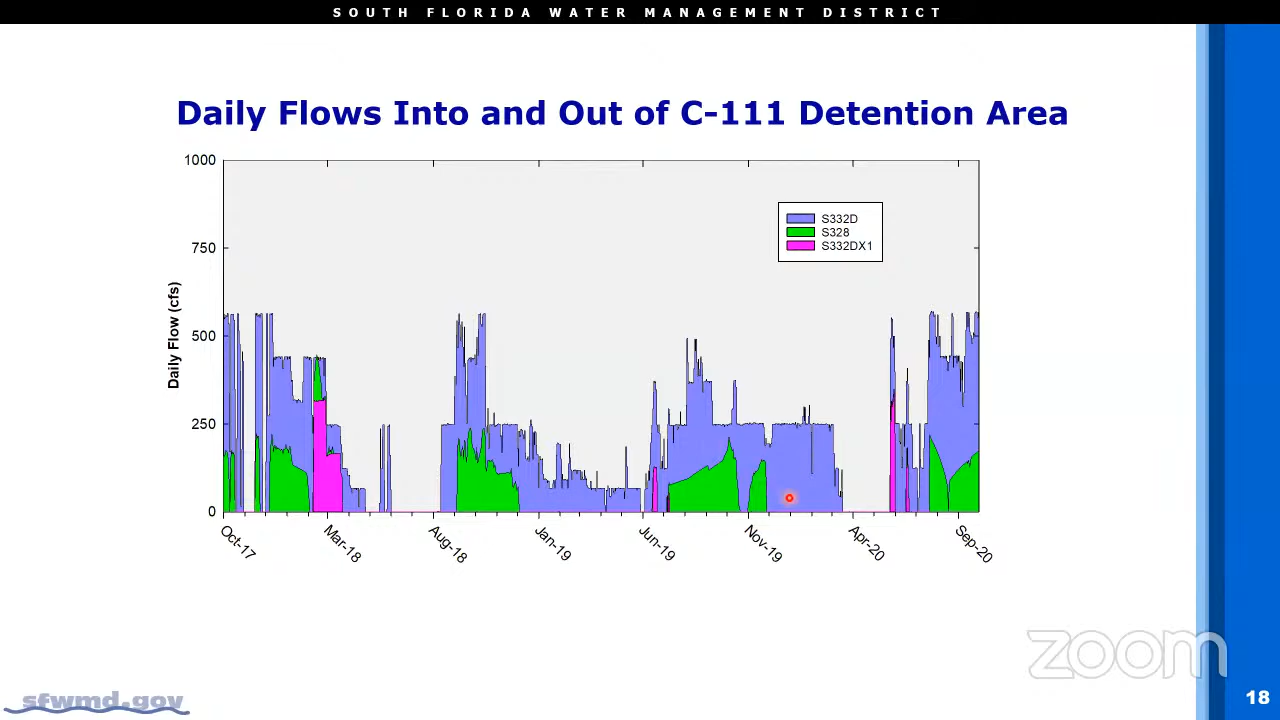 SOUTH FLORIDA WATER MANAGEMENT DISTRICT
Daily Flows Into and Out of C-111 Detention Area
1000
750
500
250
0
Daily Flow (cfs)
S332D
S328
S332DX1
Oct-17
Mar-18
Aug-18
Jan-19
Jun-19
Nov-19
Apr-20
Sep-20
zoom
sfwmd.gov
18